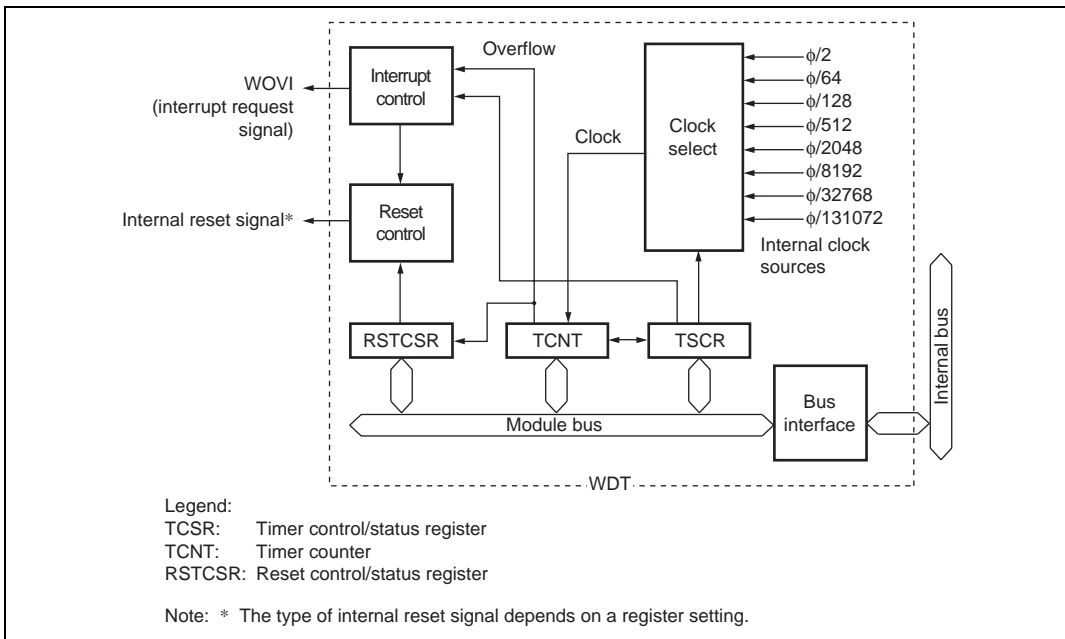 Overflow
Interrupt
control
WOVI
(interrupt request
signal)
Reset
control
Internal reset signal*
Clock
Clock
select
ϕ/2
ϕ/64
ϕ/128
ϕ/512
ϕ/2048
ϕ/8192
ϕ/32768
ϕ/131072
Internal clock
sources
RSTCSR
TCNT
TSCR
Module bus
Bus
interface
Internal bus
WDT
Legend:
TCSR: Timer control/status register
TCNT: Timer counter
RSTCSR: Reset control/status register
Note: * The type of internal reset signal depends on a register setting.